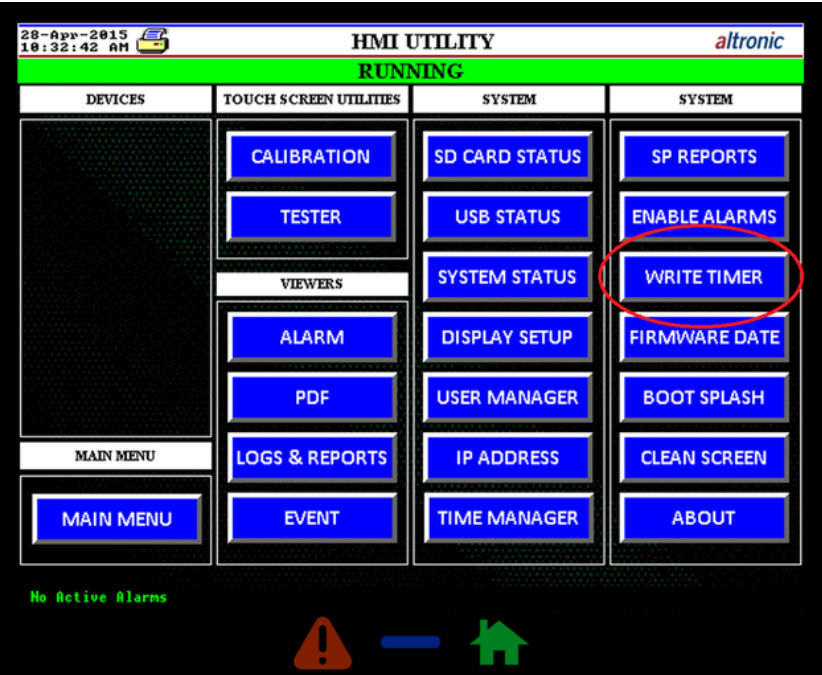 28-Apr-2015
10:32:42 AM
HMI UTILITY
altronic
RUNNING
DEVICES
TOUCH SCREEN UTILITIES
SYSTEM
SYSTEM
CALIBRATION
SD CARD STATUS
SP REPORTS
TESTER
USB STATUS
ENABLE ALARMS
VIEWERS
SYSTEM STATUS
WRITE TIMER
ALARM
DISPLAY SETUP
FIRMWARE DATE
PDF
USER MANAGER
BOOT SPLASH
MAIN MENU
LOGS & REPORTS
IP ADDRESS
CLEAN SCREEN
MAIN MENU
EVENT
TIME MANAGER
ABOUT
No Active Alarms